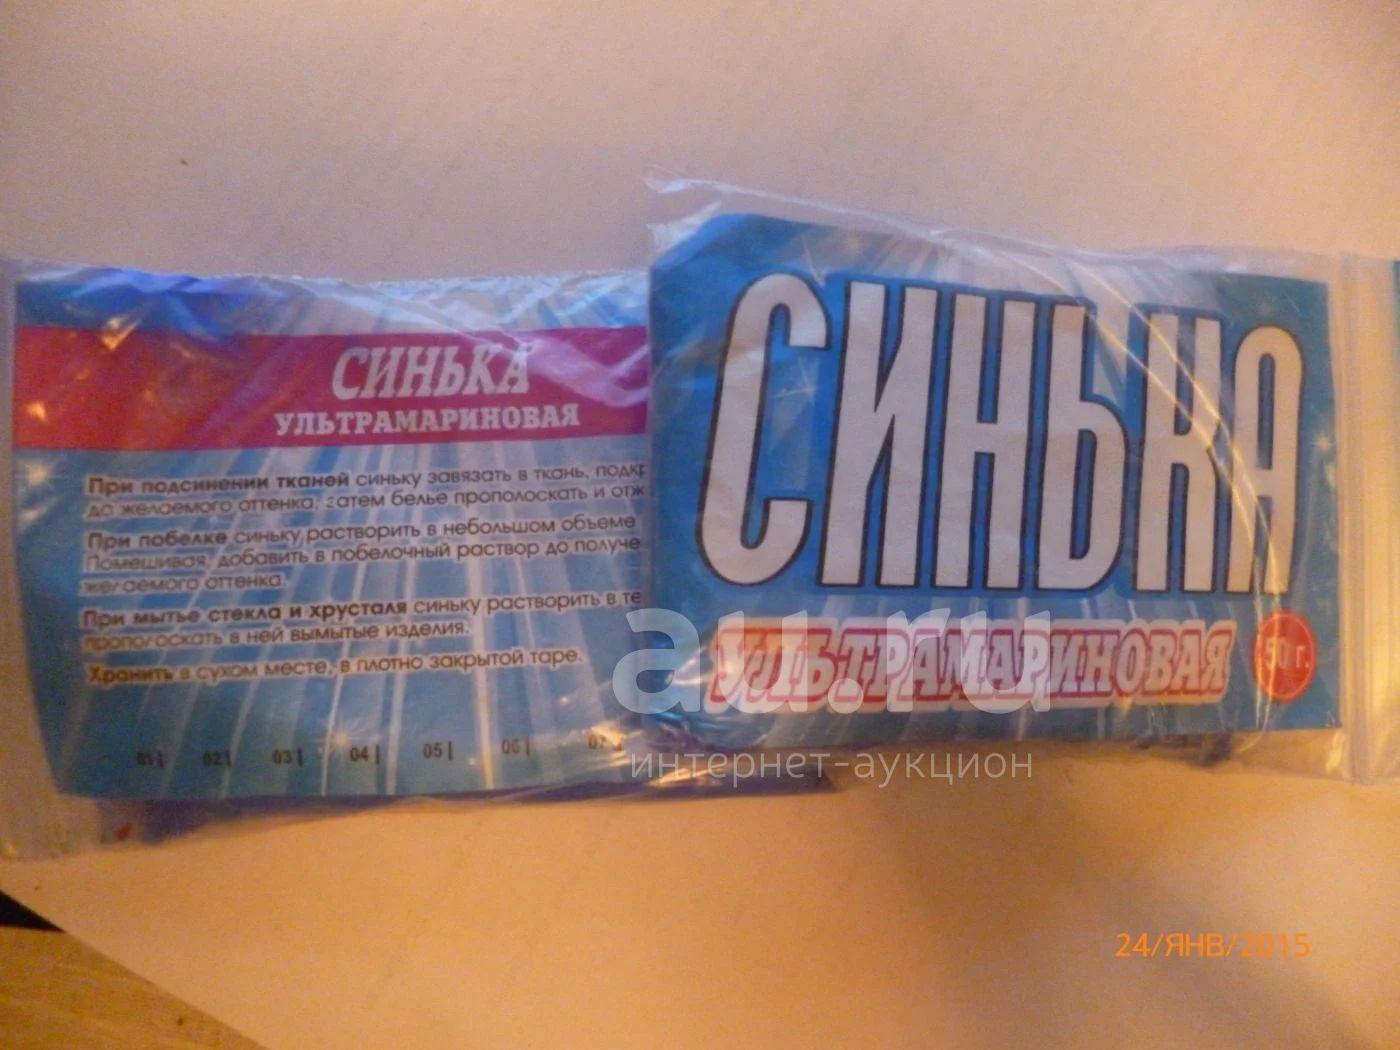 СИНЬКА
УЛЬТРАМАРИНОВАЯ
При подсинении тканей синьку завязать в ткань,
до желаемого оттенка, затем белье прополоскать и
При побелке синьку растворить в небольшом объеме
Помешивая, добавить в побелочный раствор до
желаемого оттенка.
При мытье стекла и хрусталя синьку растворить в
прополоскать в ней вымытые изделия.
Хранить в сухом месте, в плотно закрытой таре.
01 02 03 04 05 06 07
СИНЬКА
УЛЬТРАМАРИНОВАЯ
50 г.
au.ru
интернет-аукцион
24/ЯНВ/2015